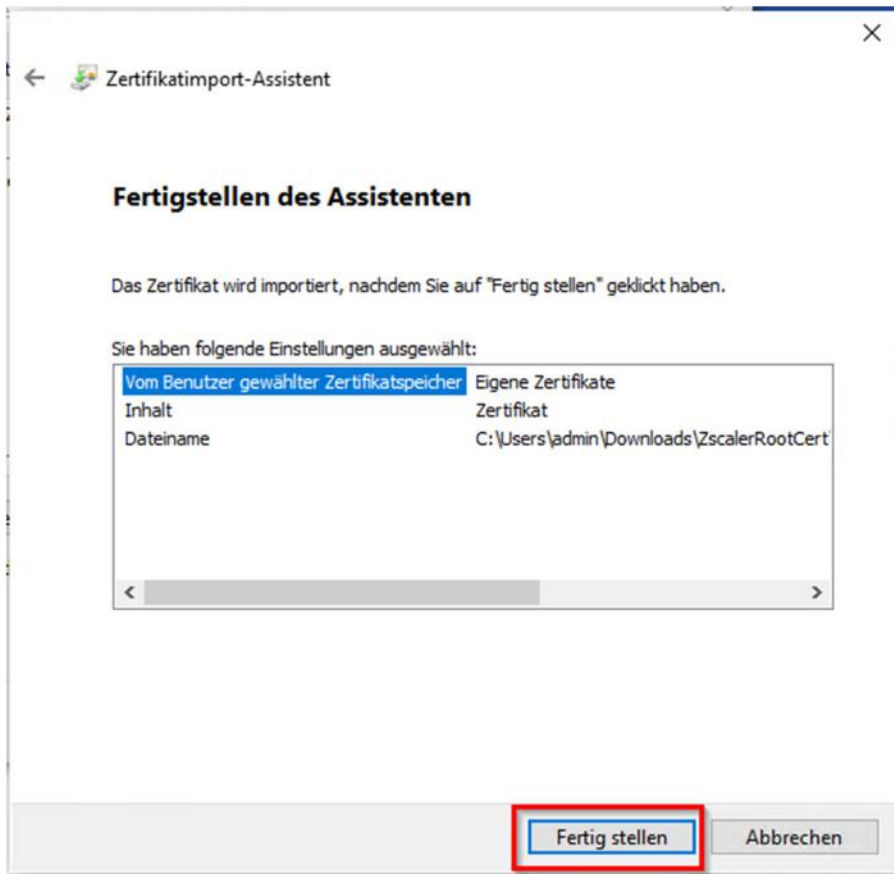 Zertifikatimport-Assistent
Fertigstellen des Assistenten
Das Zertifikat wird importiert, nachdem Sie auf "Fertig stellen" geklickt haben.
Sie haben folgende Einstellungen ausgewählt:
Vom Benutzer gewählter Zertifikatspeicher Eigene Zertifikate
Inhalt Zertifikat
Dateiname C:\Users\admin\Downloads\ZscalerRootCert
Fertig stellen Abbrechen